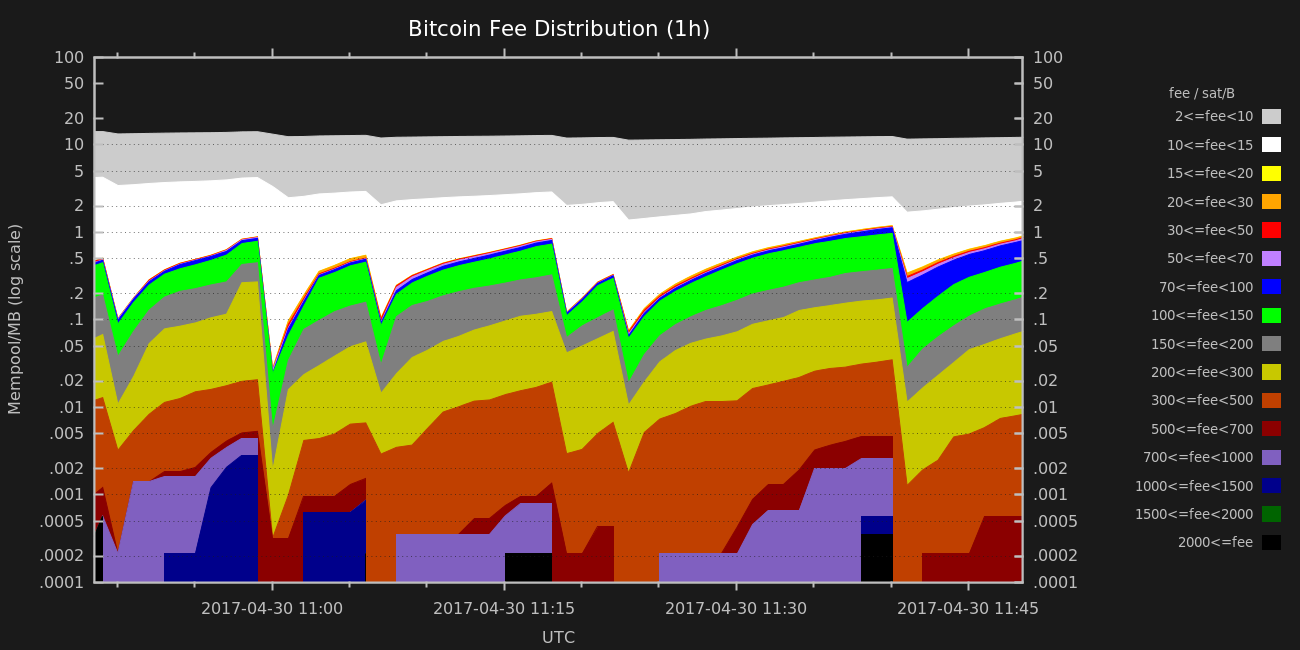 Bitcoin Fee Distribution (1h)
100 100
50 50
20 20
10 10
5 5
2 2
1 1
.5 .5
.2 .2
.1 .1
.05 .05
.02 .02
.01 .01
.005 .005
.002 .002
.001 .001
.0005 .0005
.0002 .0002
.0001 .0001
Mempool/MB (log scale)
2017-04-30 11:00 2017-04-30 11:15 2017-04-30 11:30 2017-04-30 11:45
UTC
fee / sat/B
2<=fee<10
10<=fee<15
15<=fee<20
20<=fee<30
30<=fee<50
50<=fee<70
70<=fee<100
100<=fee<150
150<=fee<200
200<=fee<300
300<=fee<500
500<=fee<700
700<=fee<1000
1000<=fee<1500
1500<=fee<2000
2000<=fee